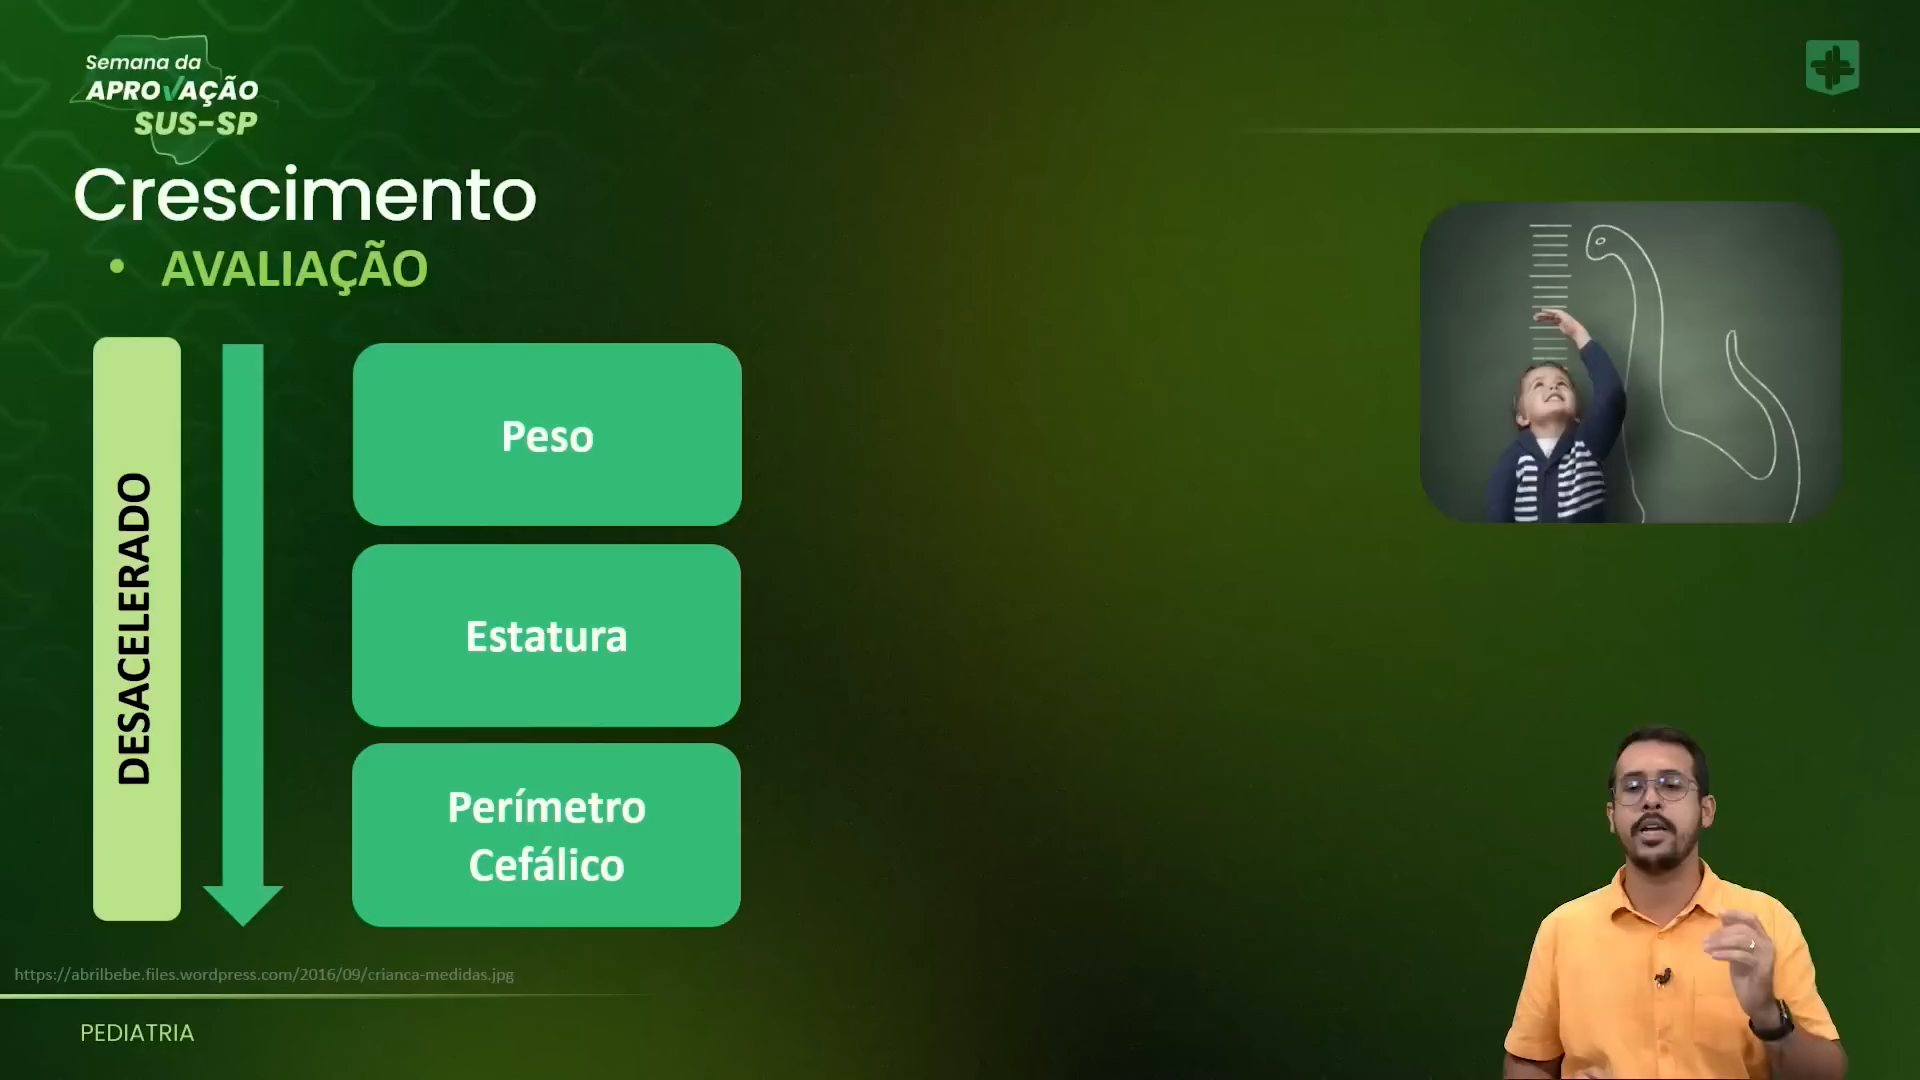 Semana da
APROVAÇÃO
SUS-SP
Crescimento
• AVALIAÇÃO
DESACELERADO
Peso
Estatura
Perímetro
Cefálico
https://abrilbebe.files.wordpress.com/2016/09/crianca-medidas.jpg
PEDIATRIA